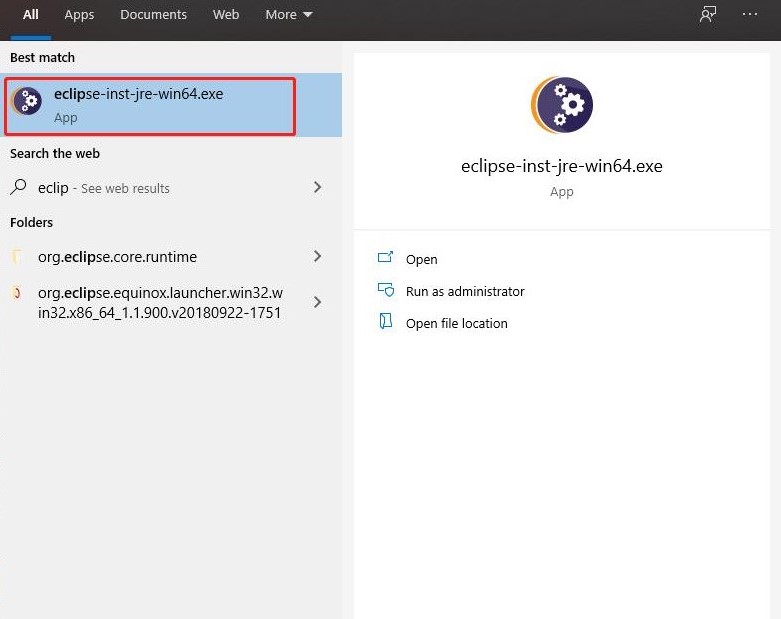 All Apps Documents Web More
Best match
eclipse-inst-jre-win64.exe
App
Search the web
eclip - See web results
Folders
org.eclipse.core.runtime
org.eclipse.equinox.launcher.win32.w
in32.x86_64_1.1.900.v20180922-1751
eclipse-inst-jre-win64.exe
App
Open
Run as administrator
Open file location